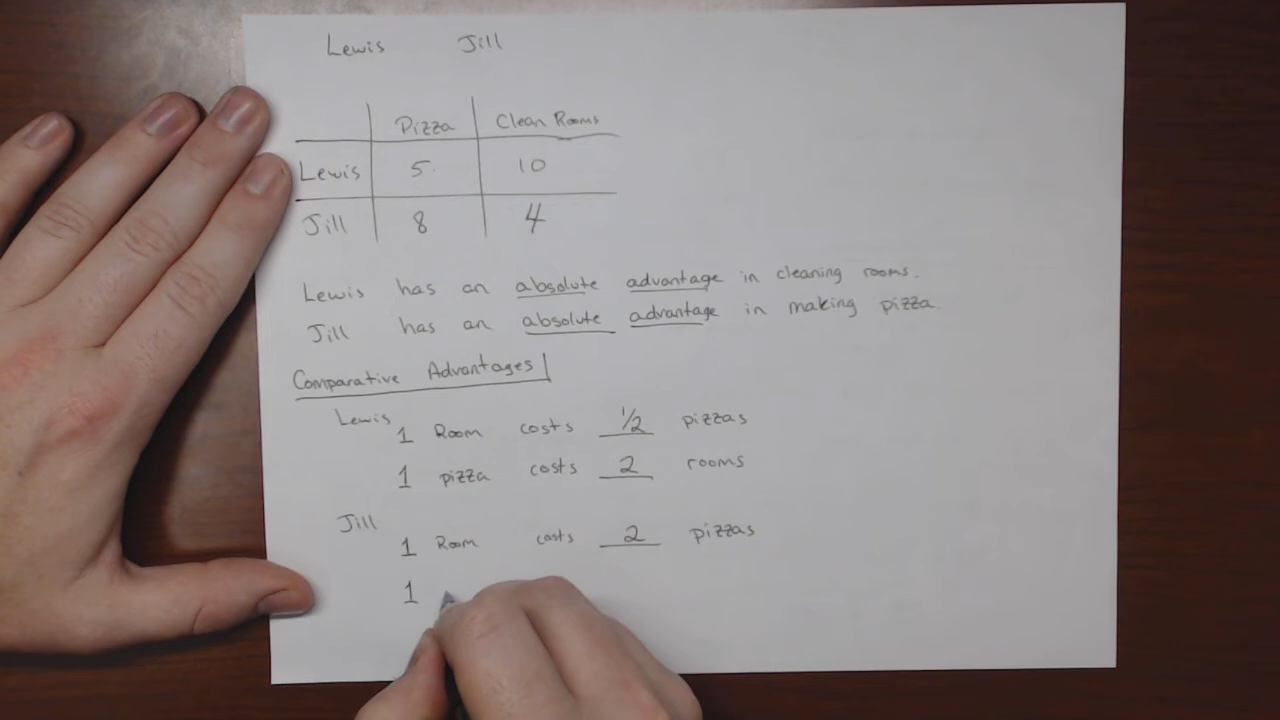 Lewis Jill
Pizza Clean Rooms
Lewis 5 10
Jill 8 4
Lewis has an absolute advantage in cleaning rooms.
Jill has an absolute advantage in making pizza.
Comparative Advantages
Lewis
1 Room costs 1/2 pizzas
1 pizza costs 2 rooms
Jill
1 Room costs 2 pizzas
1